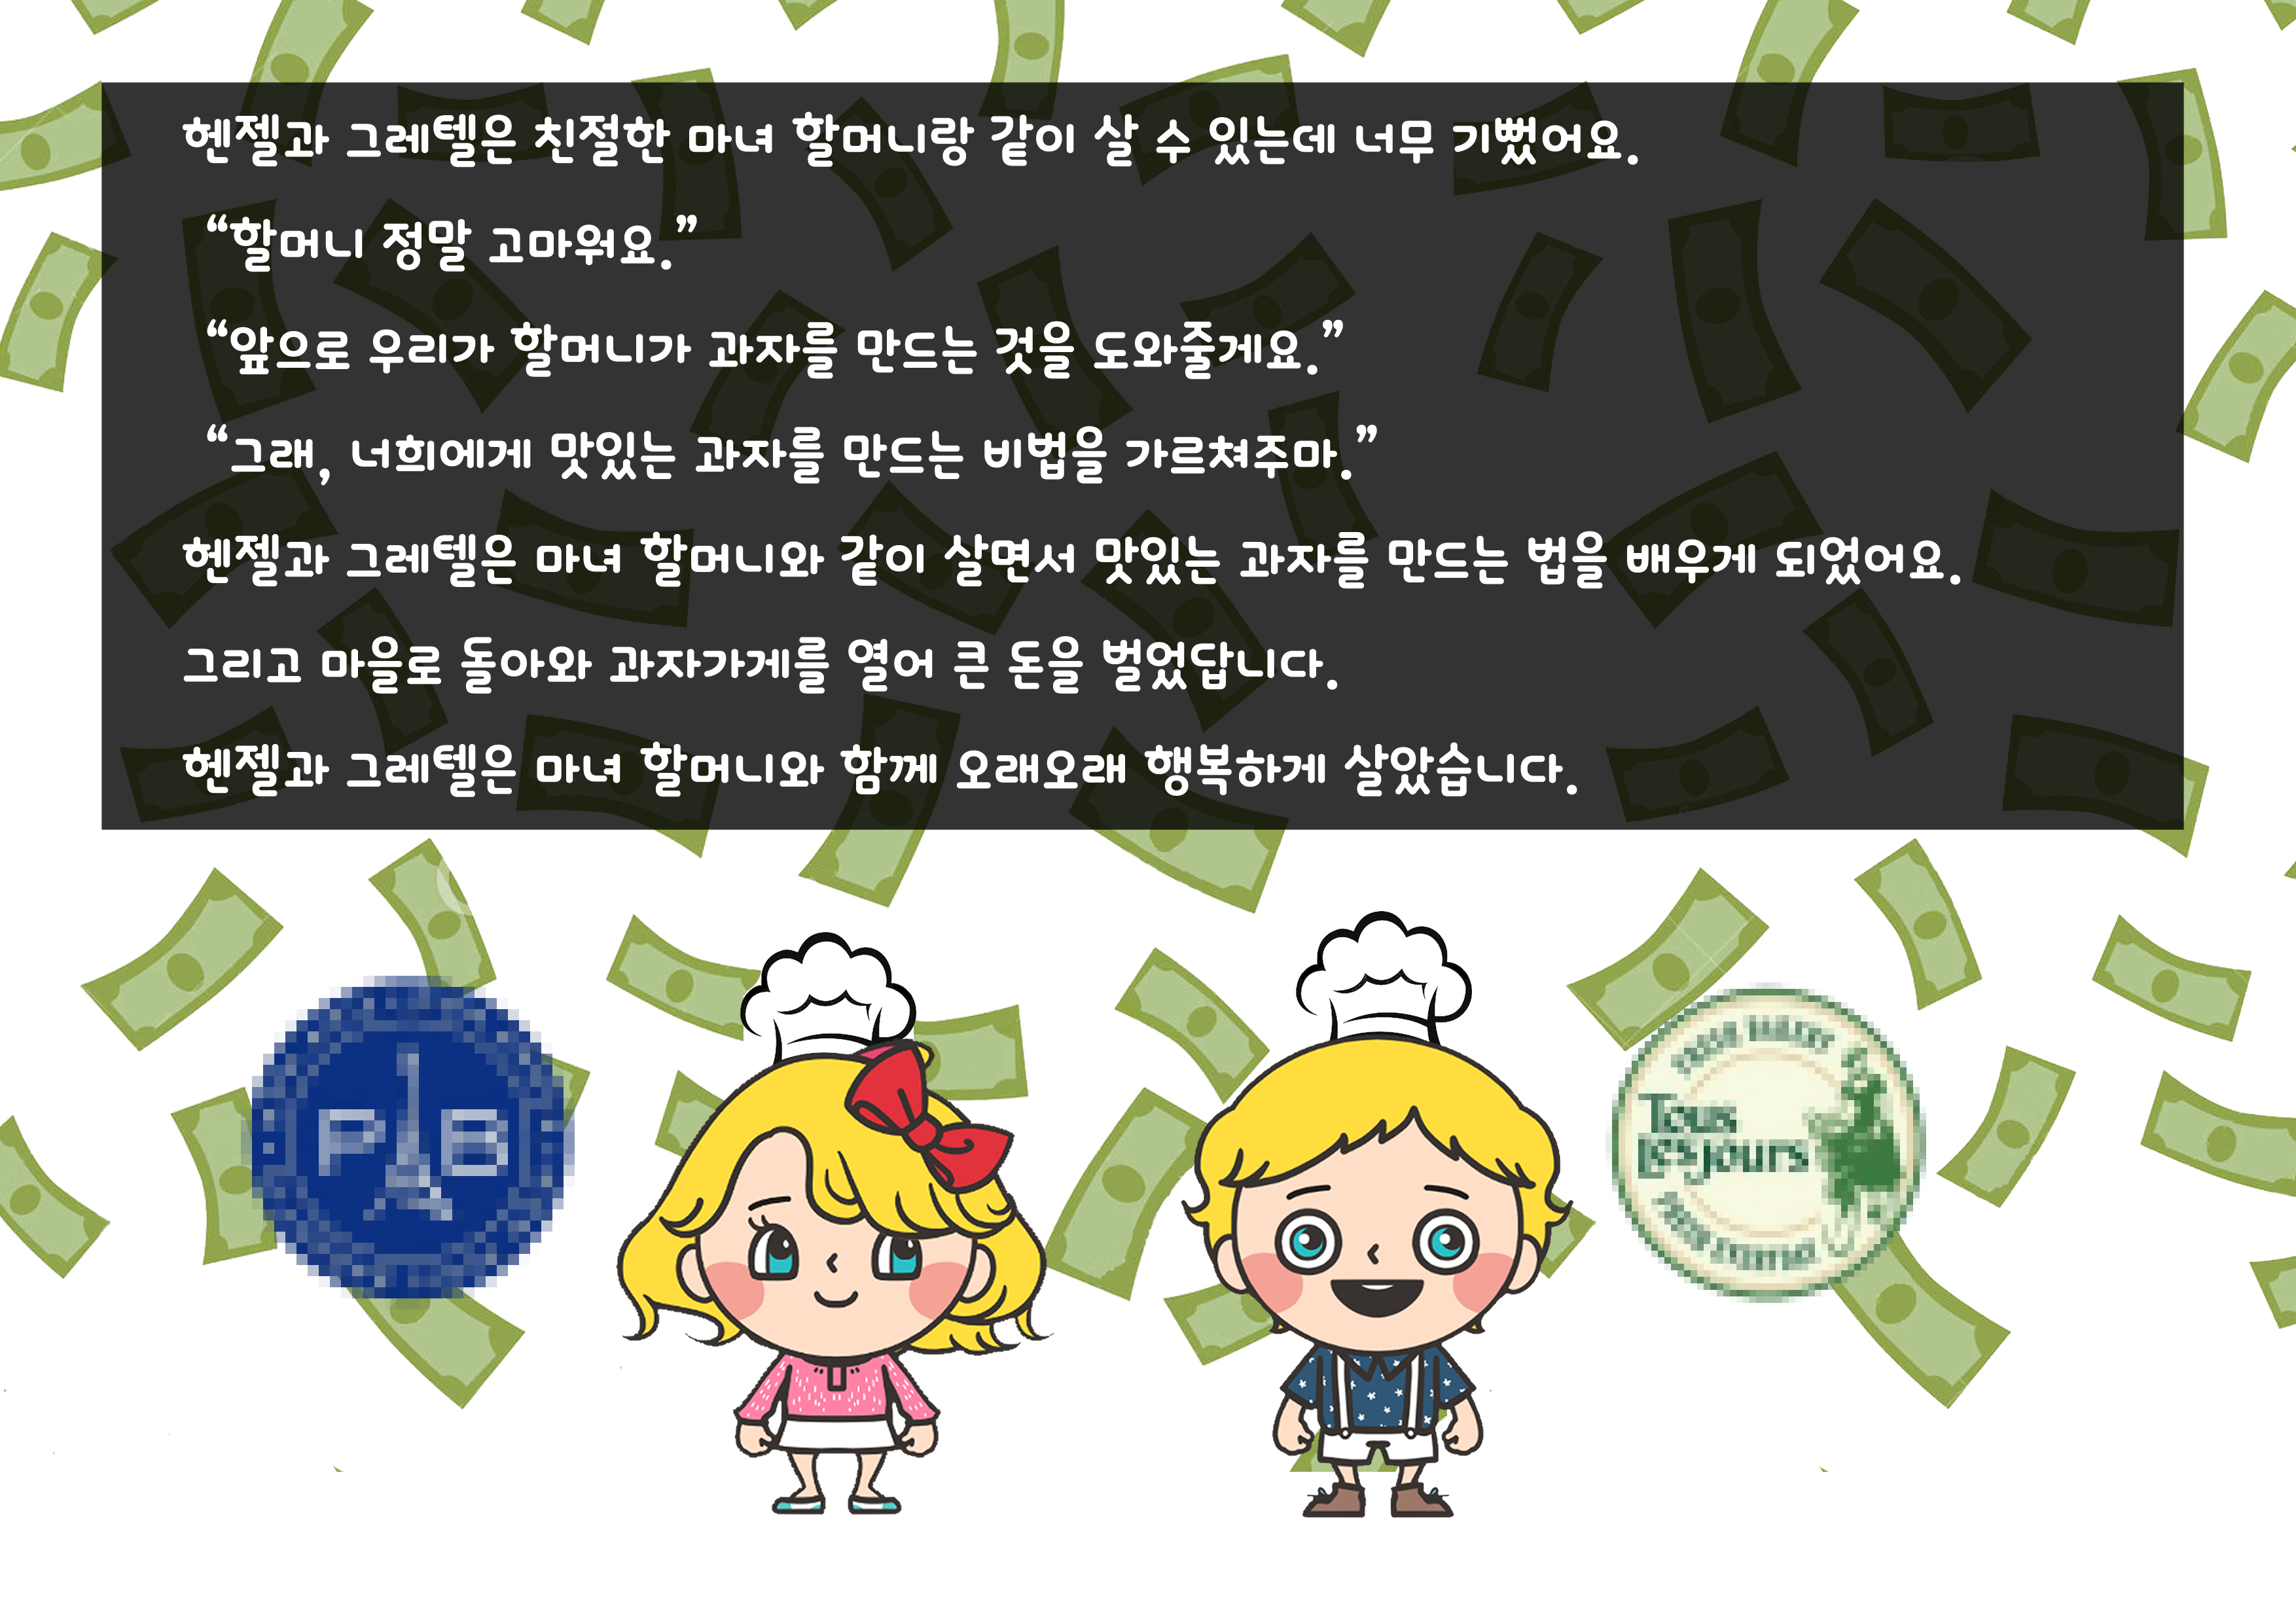 헨젤과 그레텔은 친절한 마녀 할머니랑 같이 살 수 있는데 너무 기뻤어요.
“할머니 정말 고마워요.”
“앞으로 우리가 할머니가 과자를 만드는 것을 도와줄게요.”
“그래, 너희에게 맛있는 과자를 만드는 비법을 가르쳐주마.”
헨젤과 그레텔은 마녀 할머니와 같이 살면서 맛있는 과자를 만드는 법을 배우게 되었어요.
그리고 마을로 돌아와 과자가게를 열어 큰 돈을 벌었답니다.
헨젤과 그레텔은 마녀 할머니와 함께 오래오래 행복하게 살았습니다.
P B
Tous
Les Jours